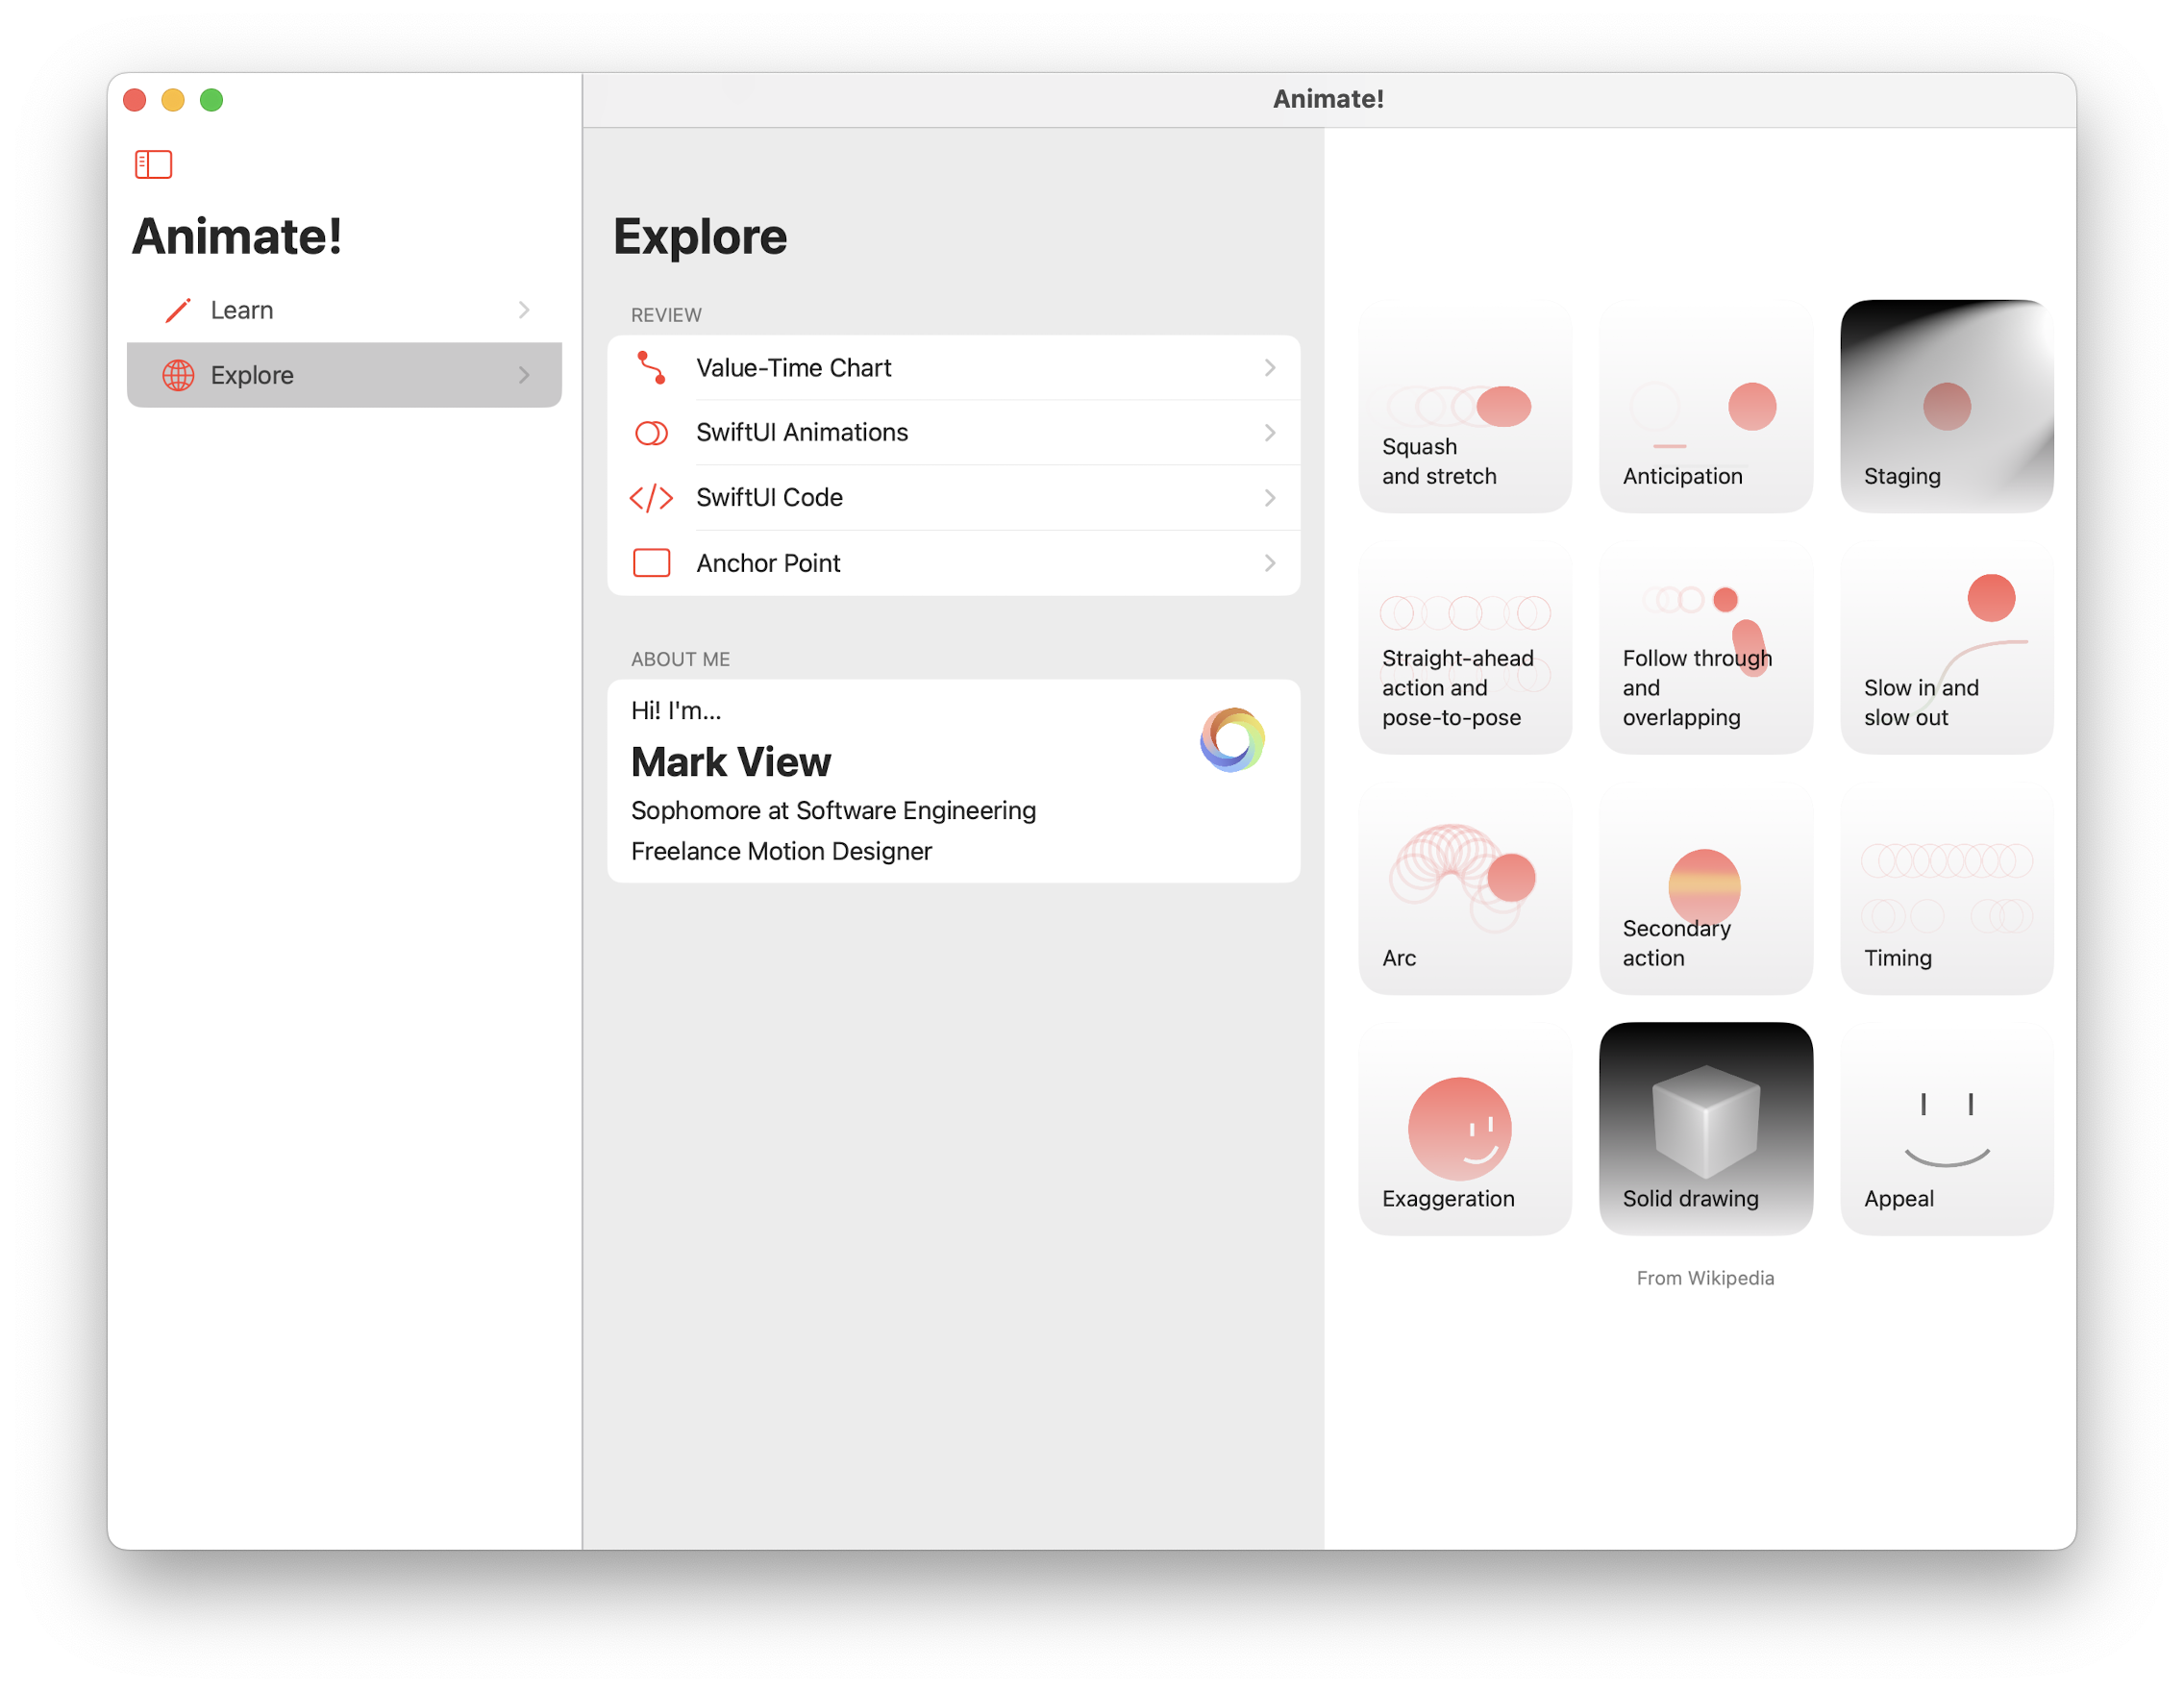 Animate!
Animate!
Learn
Explore
Explore
REVIEW
Value-Time Chart
SwiftUI Animations
SwiftUI Code
Anchor Point
ABOUT ME
Hi! I'm...
Mark View
Sophomore at Software Engineering
Freelance Motion Designer
Squash
and stretch
Anticipation
Staging
Straight-ahead
action and
pose-to-pose
Follow through
and
overlapping
Slow in and
slow out
Arc
Secondary
action
Timing
Exaggeration
Solid drawing
Appeal
From Wikipedia